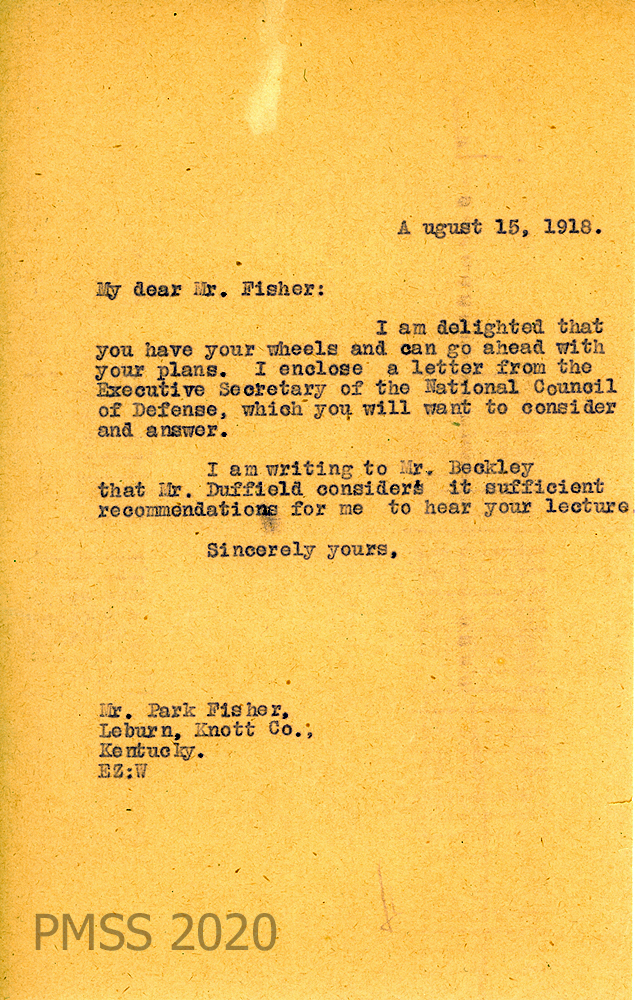 A ugust 15, 1918.
My dear Mr. Fisher:
I am delighted that
you have your wheels and can go ahead with
your plans. I enclose a letter from the
Executive Secretary of the National Council
of Defense, which you will want to consider
and answer.
I am writing to Mr. Beckley
that Mr. Duffield considers it sufficient
recommendations for me to hear your lecture.
Sincerely yours,
Mr. Park Fisher,
Leburn, Knott Co.,
Kentucky.
EZ:W
PMSS 2020